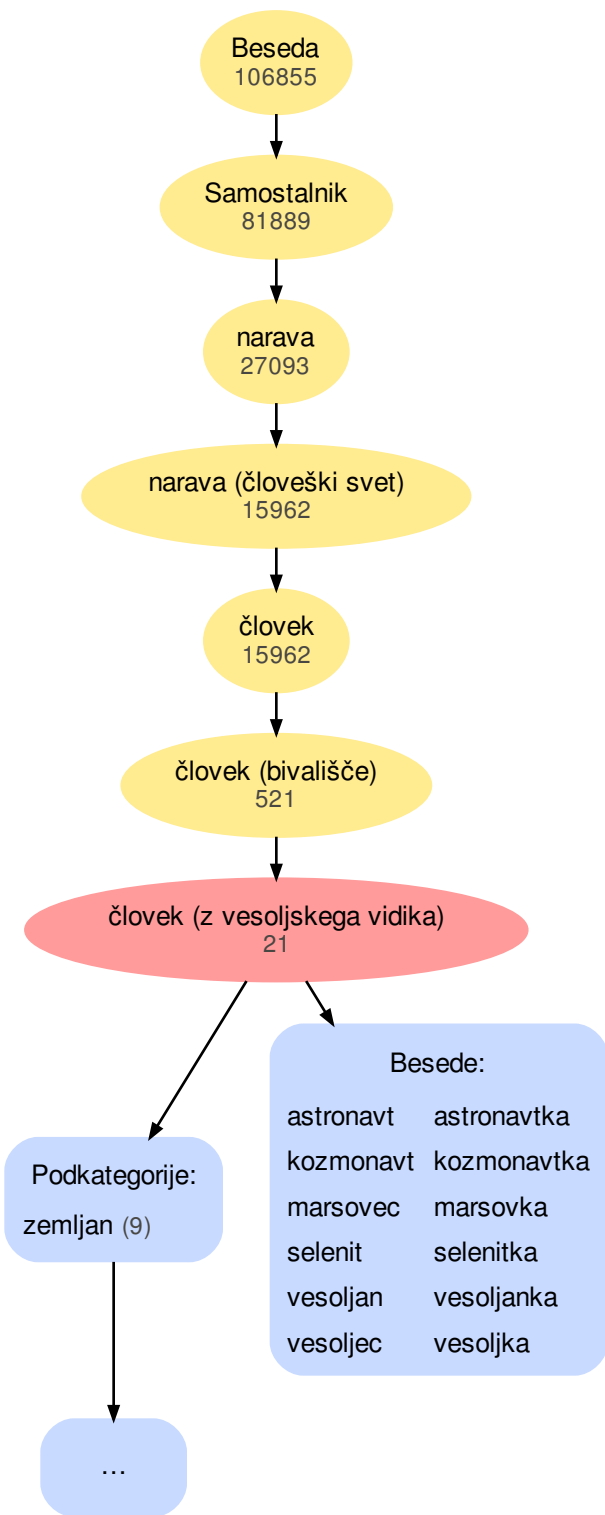 Beseda
106855
Samostalnik
81889
narava
27093
narava (človeški svet)
15962
človek
15962
človek (bivališče)
521
človek (z vesoljskega vidika)
21
Besede:
astronavt astronavtka
kozmonavt kozmonavtka
marsovec marsovka
selenit selenitka
vesoljan vesoljanka
vesoljec vesoljka
Podkategorije:
zemljan (9)
...